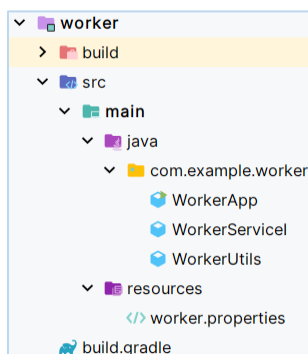 worker
build
src
main
java
com.example.worker
WorkerApp
WorkerServiceI
WorkerUtils
resources
worker.properties
build.gradle